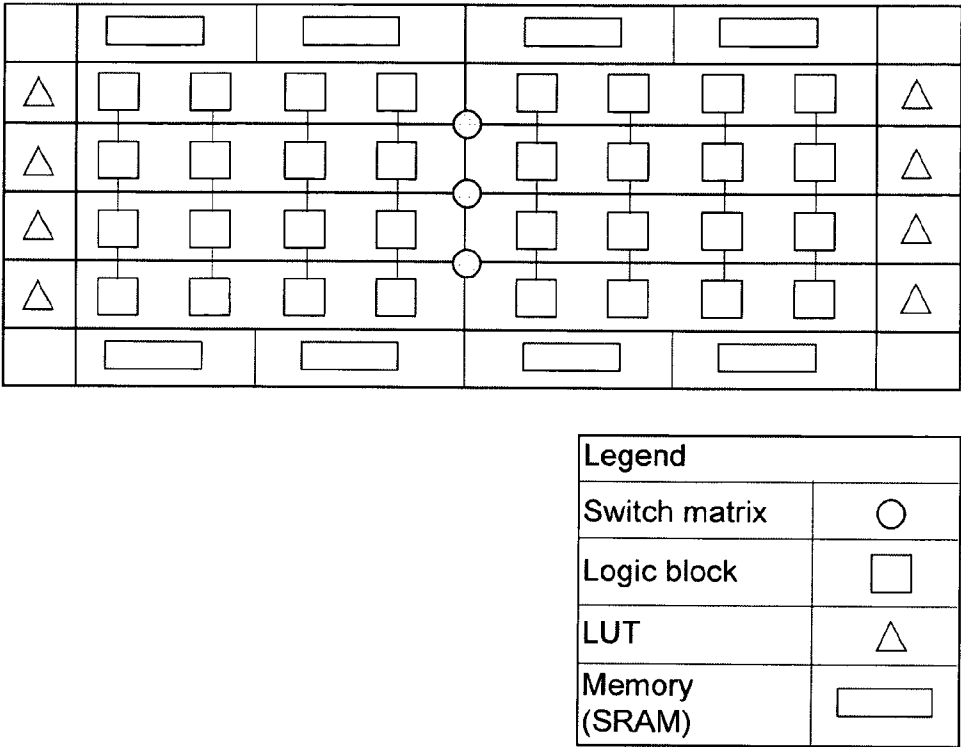 Legend
Switch matrix
Logic block
LUT
Memory
(SRAM)